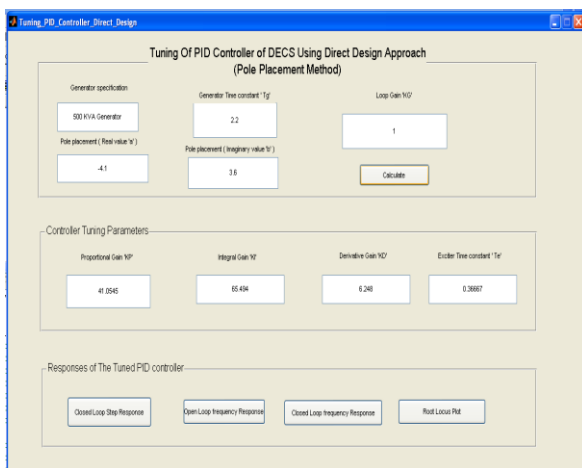 Tuning_PID_Controller_Direct_Design
Tuning Of PID Controller of DECS Using Direct Design Approach
(Pole Placement Method)
Generator specification
Generator Time constant ' Tg'
Loop Gain 'KG'
500 KVA Generator
2.2
1
Pole placement ( Real value 'a' )
Pole placement ( Imaginary value 'b' )
-4.1
3.6
Calculate
Controller Tuning Parameters
Proportional Gain 'KP'
Integral Gain 'KI'
Derivative Gain 'KD'
Exciter Time constant ' Te'
41.0545
65.494
6.248
0.36667
Responses of The Tuned PID controller
Closed Loop Step Response
Open Loop frequency Response
Closed Loop frequency Response
Root Locus Plot